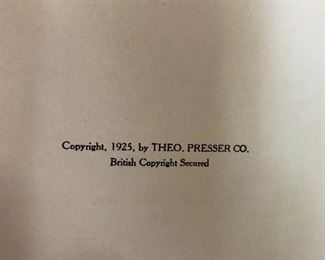 Copyright, 1925, by THEO. PRESSER CO.
British Copyright Secured